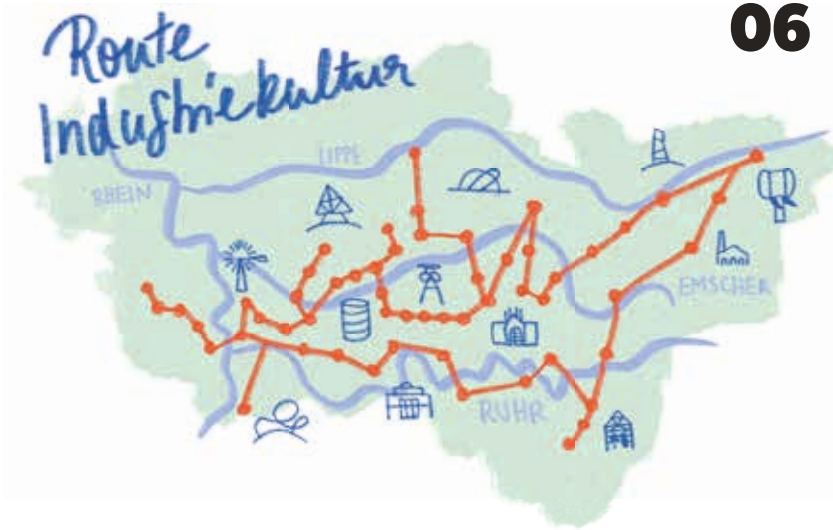 06
Route
Industriekultur
LIPPE
RHEIN
EMSCHER
RUHR